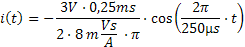 i(t) = − (3V · 0,25ms) / (2 · 8 m (Vs/A) · π) · cos( (2π / 250µs) · t )